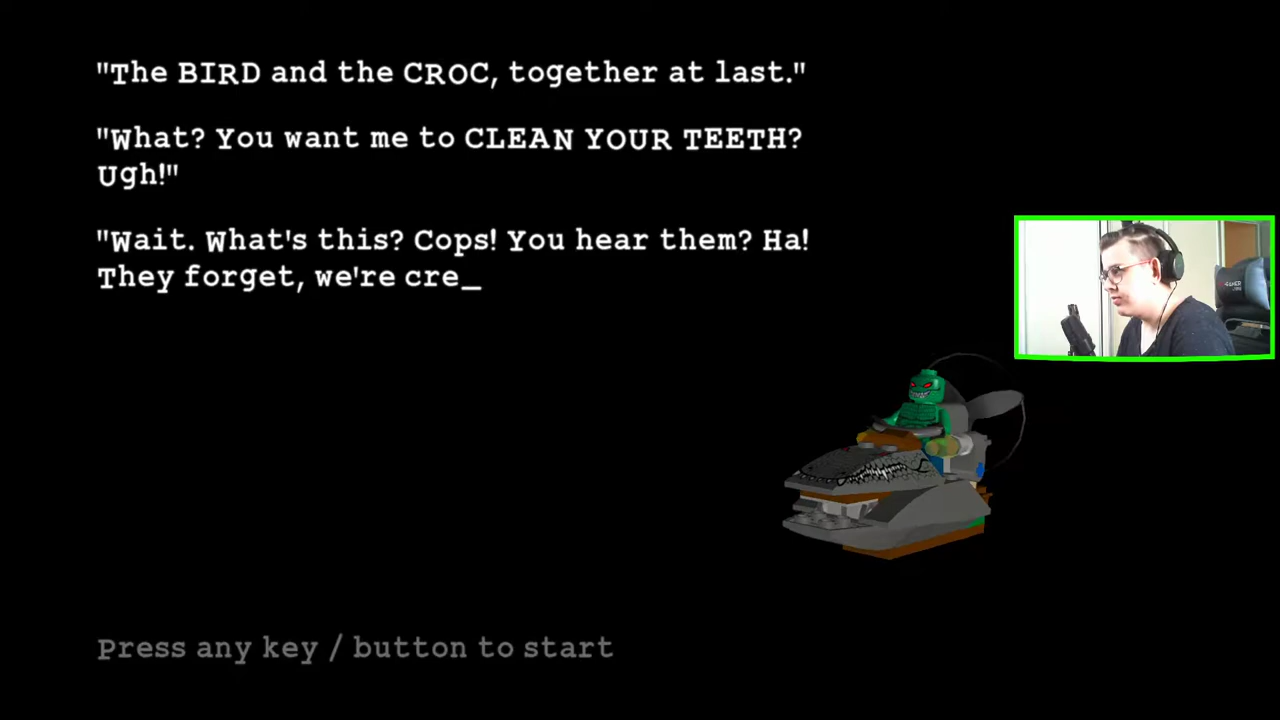 "The BIRD and the CROC, together at last."
"What? You want me to CLEAN YOUR TEETH?
Ugh!"
"Wait. What's this? Cops! You hear them? Ha!
They forget, we're cre_
Press any key / button to start